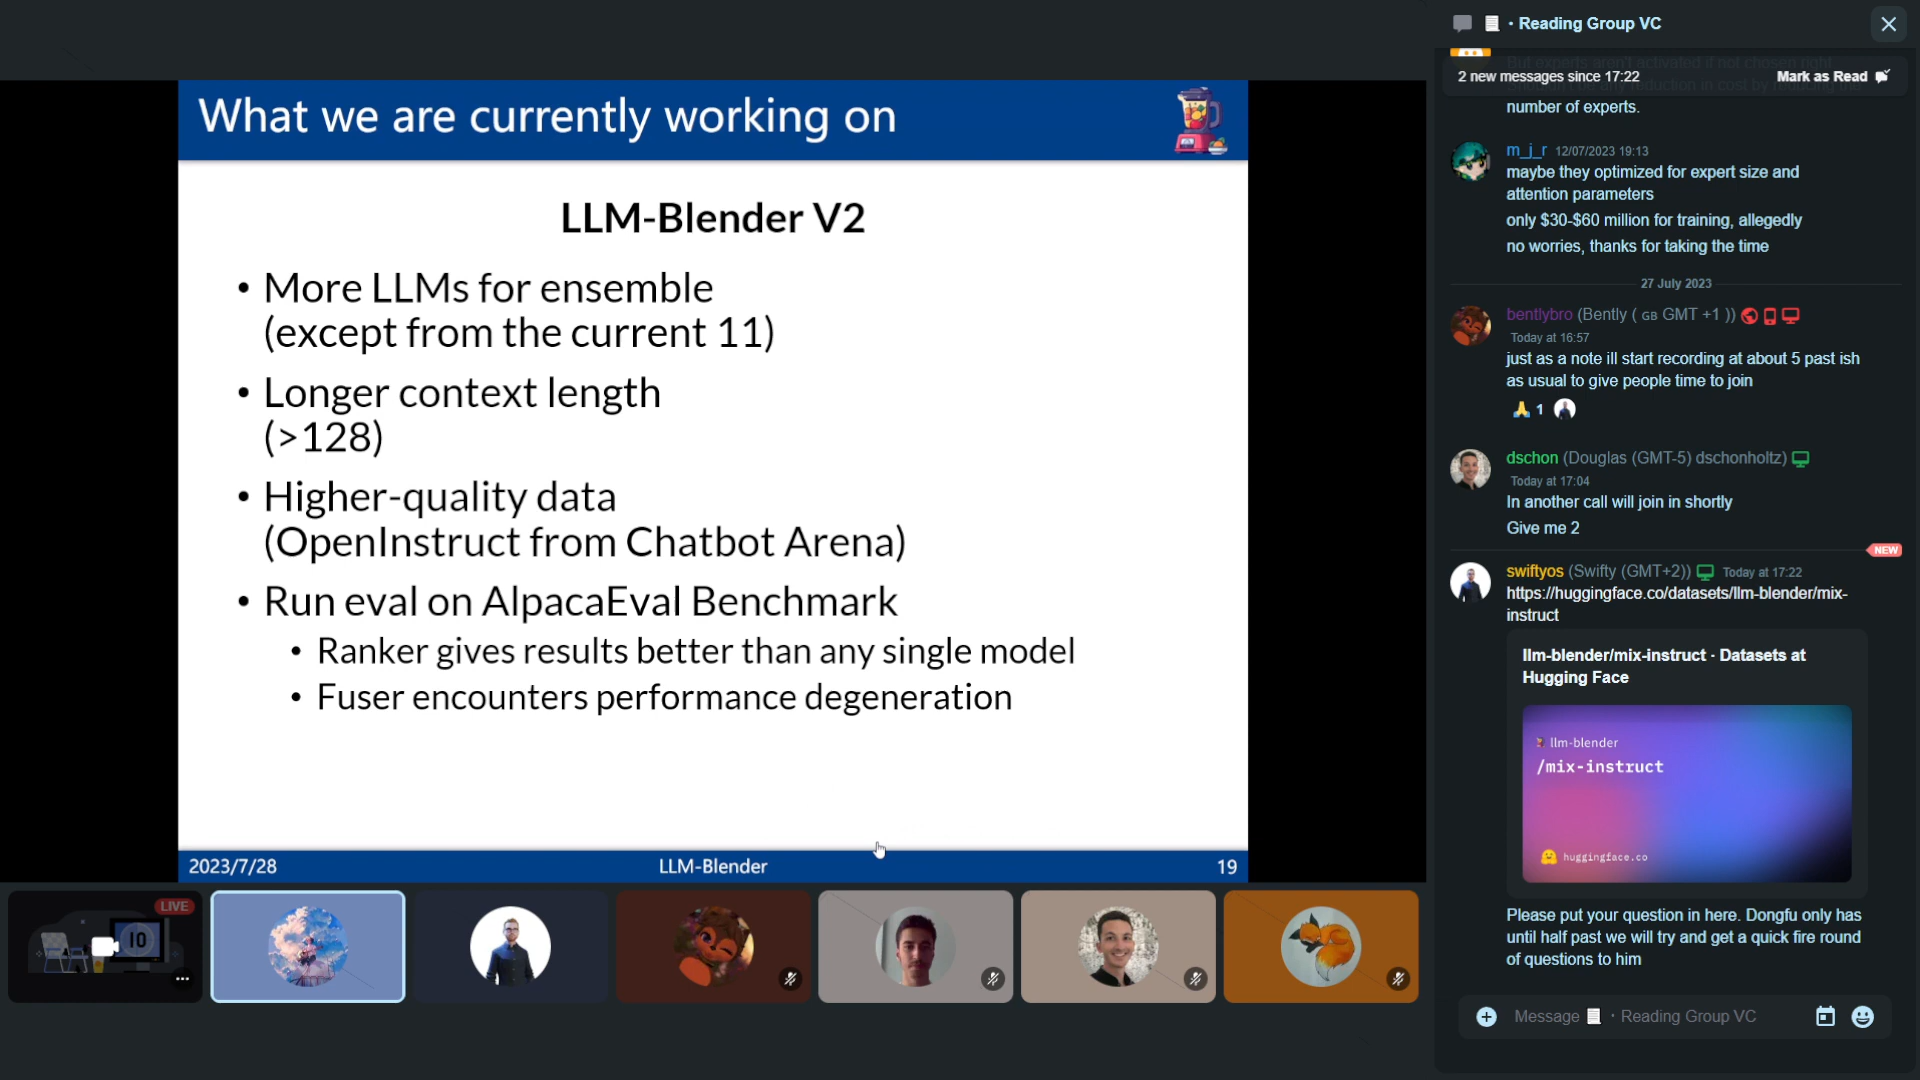 What we are currently working on
LLM-Blender V2
• More LLMs for ensemble
(except from the current 11)
• Longer context length
(>128)
• Higher-quality data
(OpenInstruct from Chatbot Arena)
• Run eval on AlpacaEval Benchmark
• Ranker gives results better than any single model
• Fuser encounters performance degeneration
2023/7/28
LLM-Blender
19
LIVE
10
• Reading Group VC
But experts aren't activated if not chosen right
2 new messages since 17:22
Mark as Read
number of experts.
m_j_r 12/07/2023 19:13
maybe they optimized for expert size and
attention parameters
only $30-$60 million for training, allegedly
no worries, thanks for taking the time
27 July 2023
bentlybro (Bently ( GB GMT +1 ))
Today at 16:57
just as a note ill start recording at about 5 past ish
as usual to give people time to join
1
dschon (Douglas (GMT-5) dschonholtz)
Today at 17:04
In another call will join in shortly
Give me 2
NEW
swiftyos (Swifty (GMT+2)) Today at 17:22
https://huggingface.co/datasets/llm-blender/mix-
instruct
llm-blender/mix-instruct · Datasets at
Hugging Face
llm-blender
/mix-instruct
huggingface.co
Please put your question in here. Dongfu only has
until half past we will try and get a quick fire round
of questions to him
Message • Reading Group VC